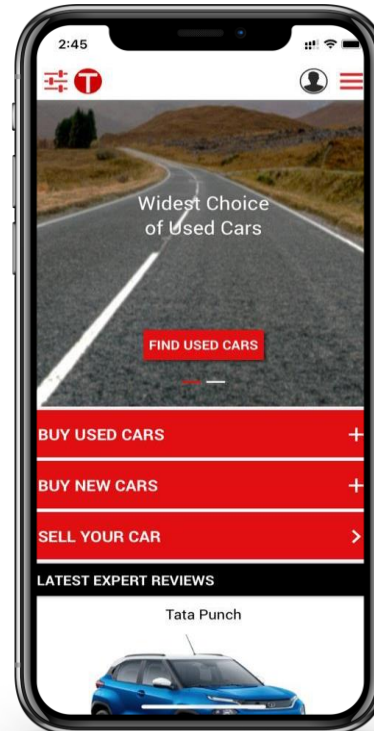 2:45
T
Widest Choice
of Used Cars
FIND USED CARS
BUY USED CARS
BUY NEW CARS
SELL YOUR CAR
LATEST EXPERT REVIEWS
Tata Punch